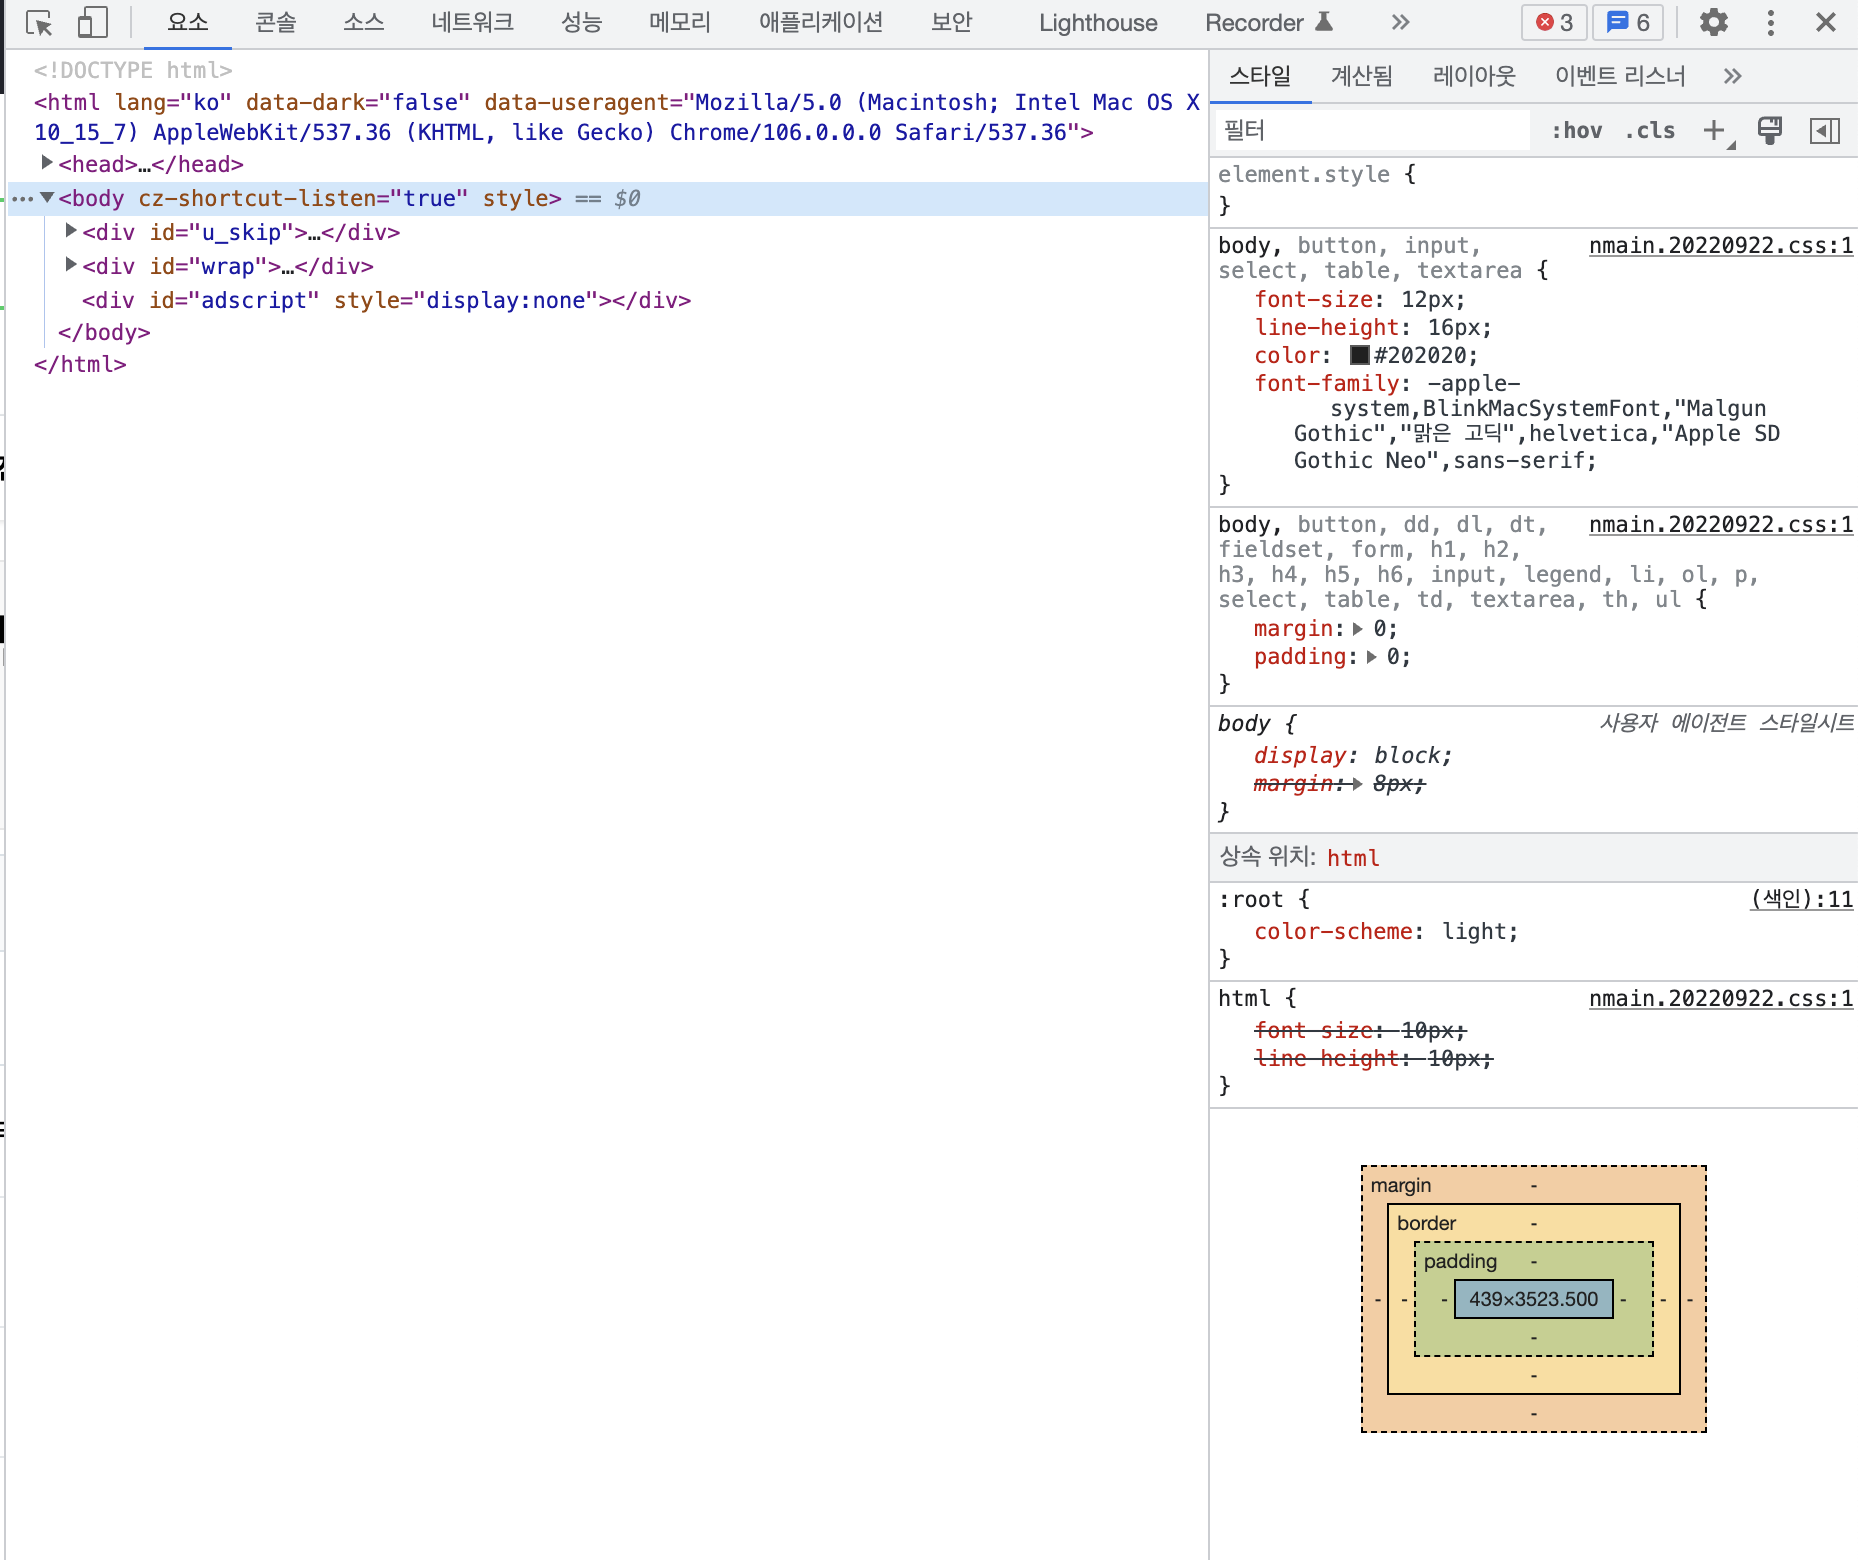 요소 콘솔 소스 네트워크 성능 메모리 애플리케이션 보안 Lighthouse Recorder » 3 6
<!DOCTYPE html>
<html lang="ko" data-dark="false" data-useragent="Mozilla/5.0 (Macintosh; Intel Mac OS X
10_15_7) AppleWebKit/537.36 (KHTML, like Gecko) Chrome/106.0.0.0 Safari/537.36">
<head>…</head>
<body cz-shortcut-listen="true" style> == $0
<div id="u_skip">…</div>
<div id="wrap">…</div>
<div id="adscript" style="display:none"></div>
</body>
</html>
스타일 계산됨 레이아웃 이벤트 리스너 »
필터 :hov .cls
element.style {
}
body, button, input, nmain.20220922.css:1
select, table, textarea {
font-size: 12px;
line-height: 16px;
color: #202020;
font-family: -apple-
system,BlinkMacSystemFont,"Malgun
Gothic","맑은 고딕",helvetica,"Apple SD
Gothic Neo",sans-serif;
}
body, button, dd, dl, dt, nmain.20220922.css:1
fieldset, form, h1, h2,
h3, h4, h5, h6, input, legend, li, ol, p,
select, table, td, textarea, th, ul {
margin: 0;
padding: 0;
}
body { 사용자 에이전트 스타일시트
display: block;
margin: 8px;
}
상속 위치: html
:root { (색인):11
color-scheme: light;
}
html { nmain.20220922.css:1
font-size: 10px;
line-height: 10px;
}
margin -
border -
padding -
- - - 439×3523.500 - - -
-
-
-